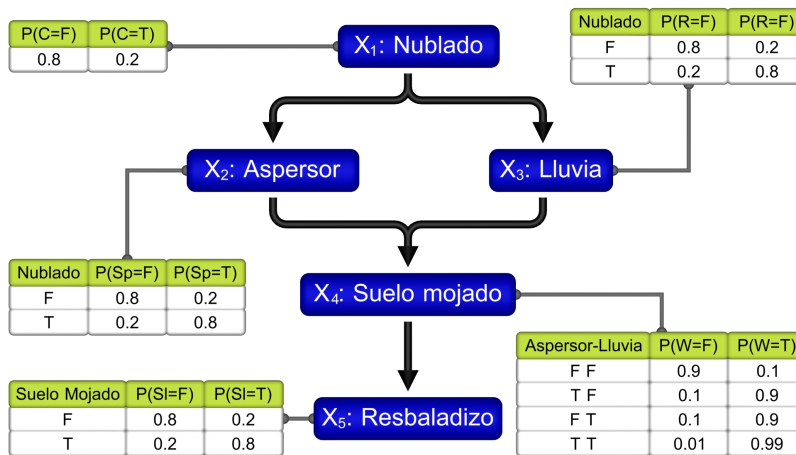 P(C=F) P(C=T)
0.8 0.2
X₁: Nublado
Nublado P(R=F) P(R=F)
F 0.8 0.2
T 0.2 0.8
X₂: Aspersor
X₃: Lluvia
Nublado P(Sp=F) P(Sp=T)
F 0.8 0.2
T 0.2 0.8
X₄: Suelo mojado
Aspersor-Lluvia P(W=F) P(W=T)
F F 0.9 0.1
T F 0.1 0.9
F T 0.1 0.9
T T 0.01 0.99
Suelo Mojado P(Sl=F) P(Sl=T)
F 0.8 0.2
T 0.2 0.8
X₅: Resbaladizo